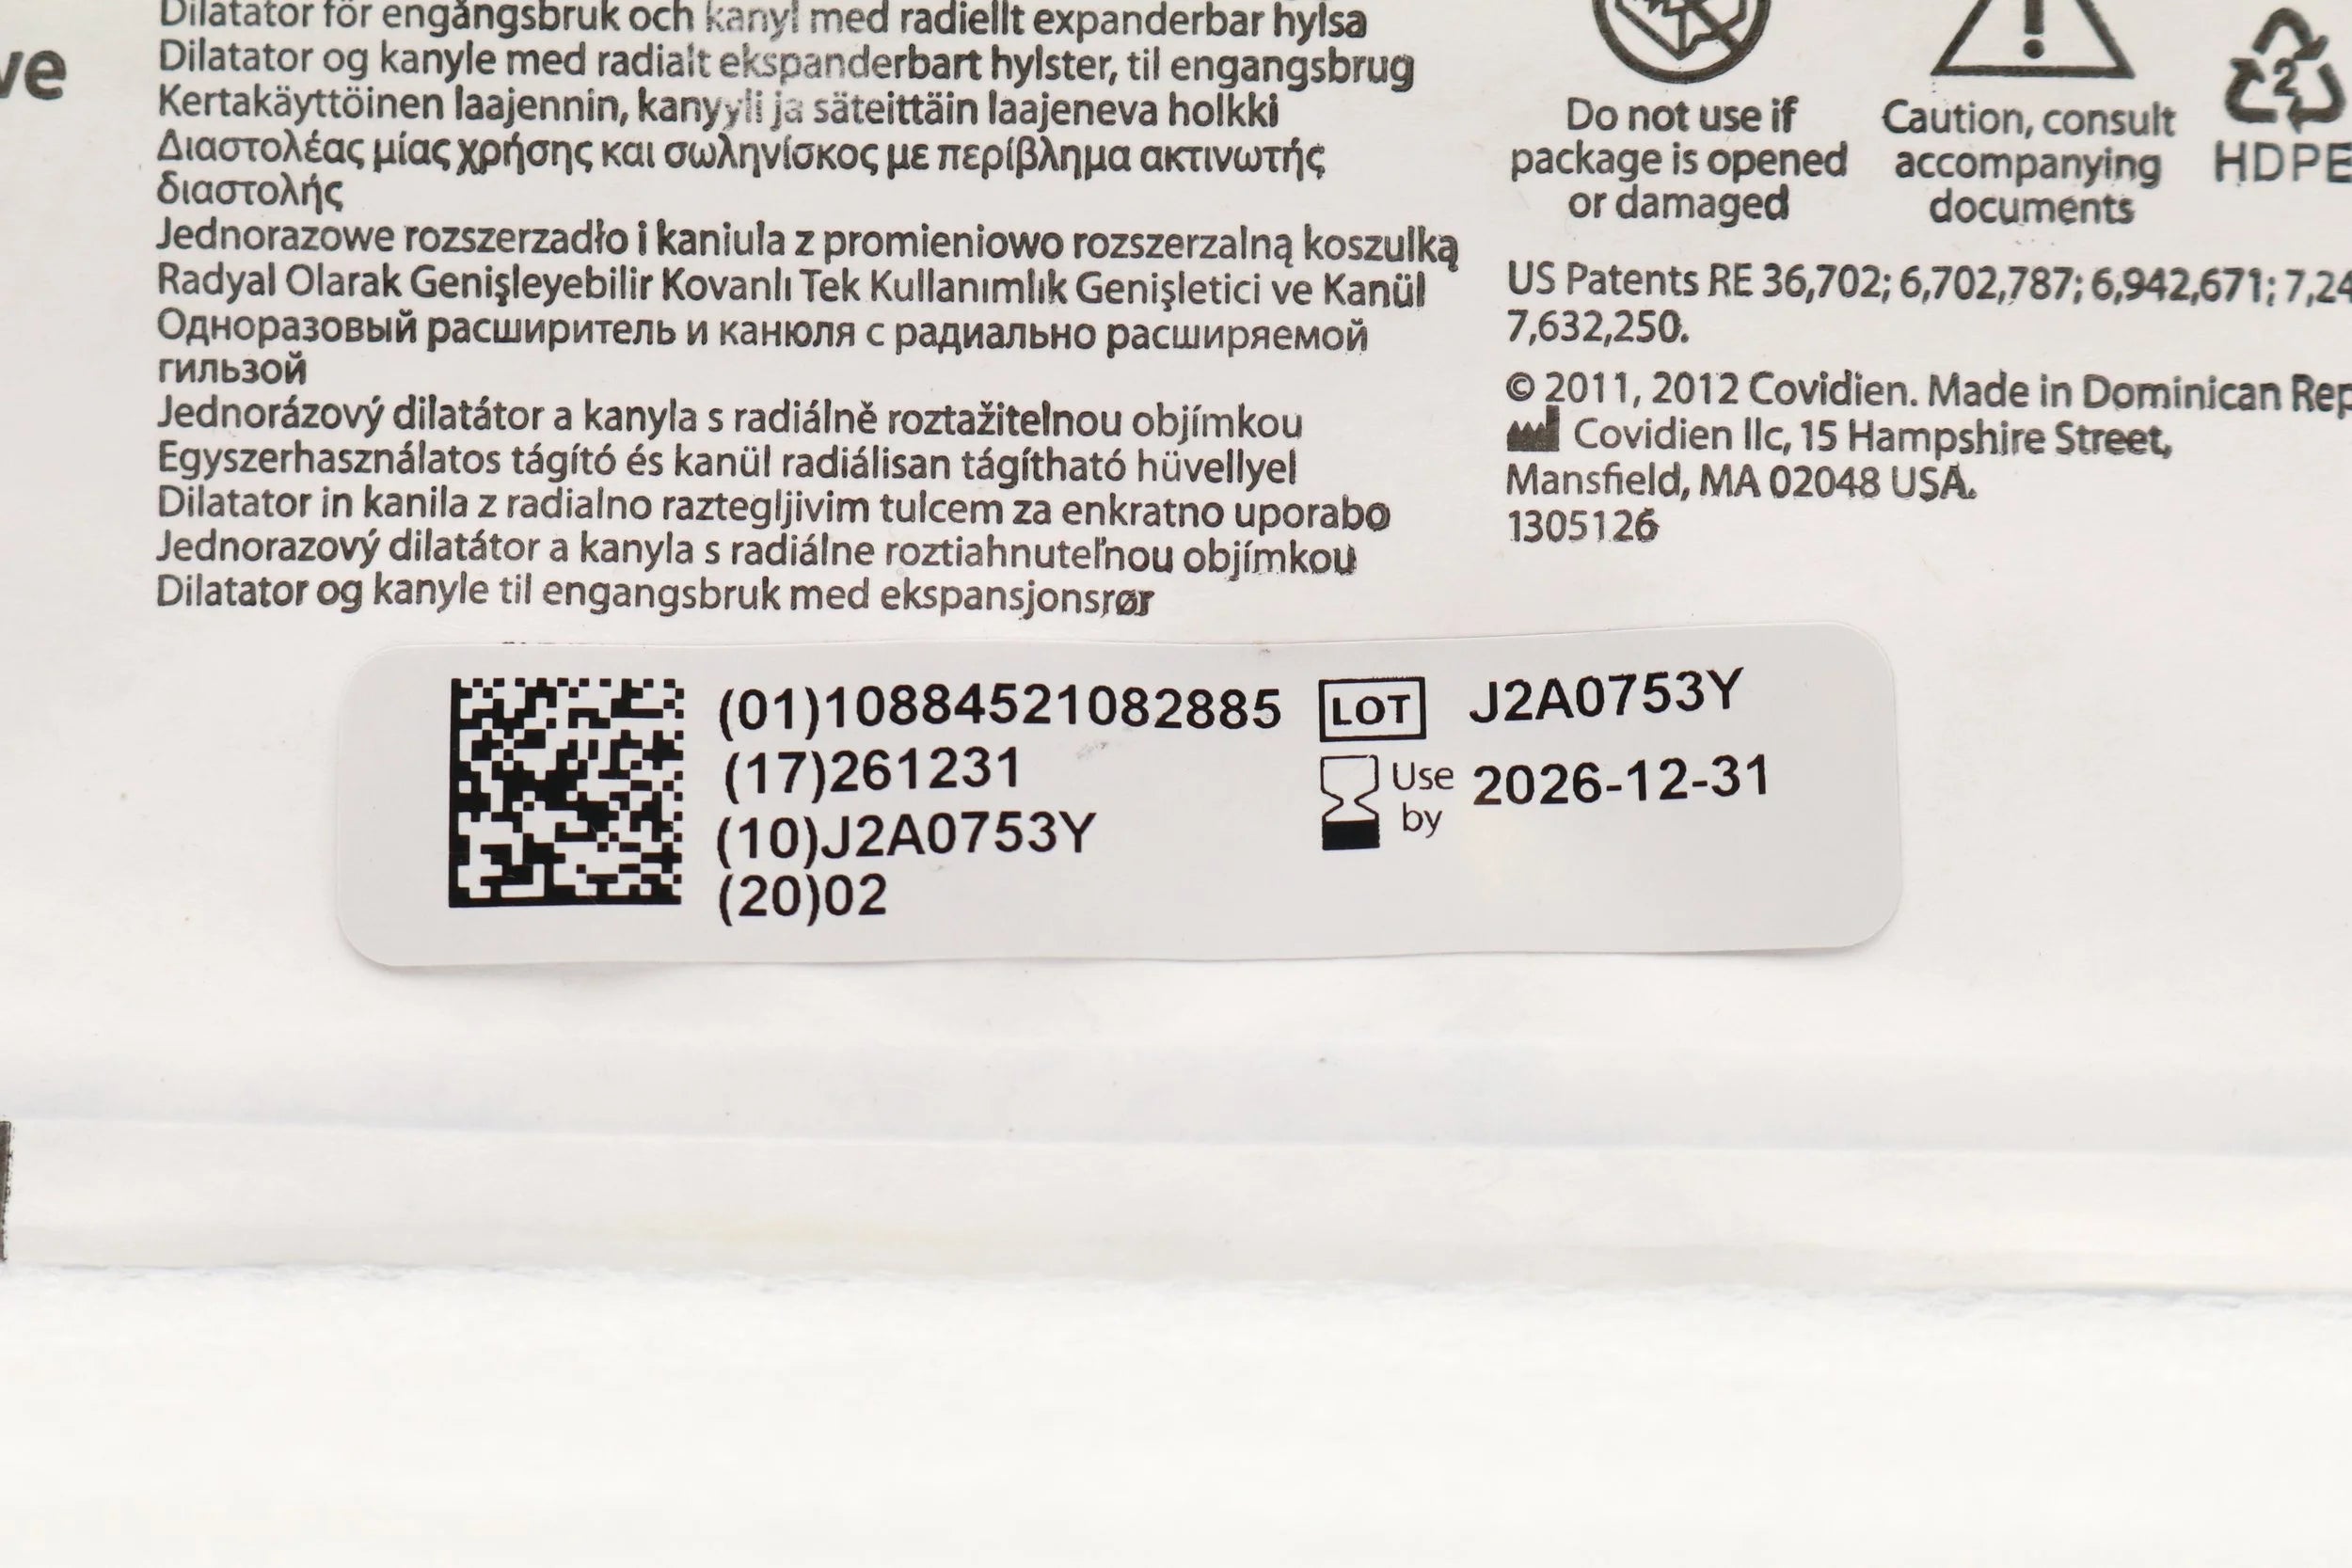 ve
Dilatator för engångsbruk och kanyl med radiellt expanderbar hylsa
Dilatator og kanyle med radialt ekspanderbart hylster, til engangsbrug
Kertakäyttöinen laajennin, kanyyli ja säteittäin laajeneva holkki
Διαστολέας μίας χρήσης και σωληνίσκος με περίβλημα ακτινωτής
διαστολής
Jednorazowe rozszerzadło i kaniula z promieniowo rozszerzalną koszulką
Radyal Olarak Genişleyebilir Kovanlı Tek Kullanımlık Genişletici ve Kanül
Одноразовый расширитель и канюля с радиально расширяемой
гильзой
Jednorázový dilatátor a kanyla s radiálně roztažitelnou objímkou
Egyszerhasználatos tágító és kanül radiálisan tágítható hüvellyel
Dilatator in kanila z radialno raztegljivim tulcem za enkratno uporabo
Jednorazový dilatátor a kanyla s radiálne roztiahnuteľnou objímkou
Dilatator og kanyle til engangsbruk med ekspansjonsrør
Do not use if
package is opened
or damaged
Caution, consult
accompanying
documents
2
HDPE
US Patents RE 36,702; 6,702,787; 6,942,671; 7,24
7,632,250.
© 2011, 2012 Covidien. Made in Dominican Rep
Covidien llc, 15 Hampshire Street,
Mansfield, MA 02048 USA.
1305126
(01)10884521082885
(17)261231
(10)J2A0753Y
(20)02
LOT J2A0753Y
Use by 2026-12-31